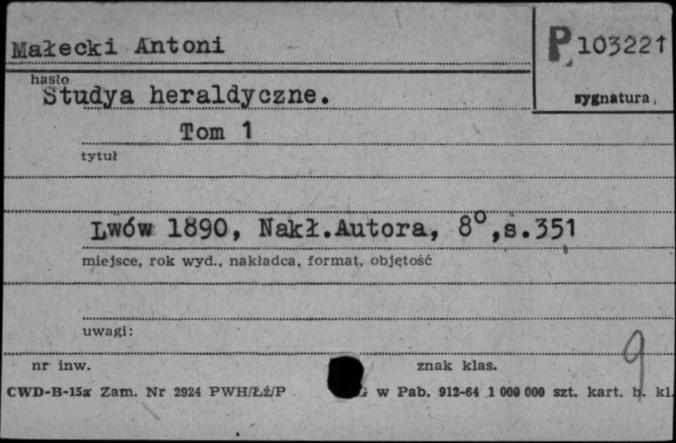 Małecki Antoni
P 103221
hasło
Studya heraldyczne.
sygnatura
Tom 1
tytuł
Lwów 1890, Nakł.Autora, 8°,s.351
miejsce, rok wyd., nakładca, format, objętość
uwagi:
9
nr inw.
znak klas.
CWD-B-15a Zam. Nr 2924 PWH/Łź/P G w Pab. 912-64 1 000 000 szt. kart. b. kl.